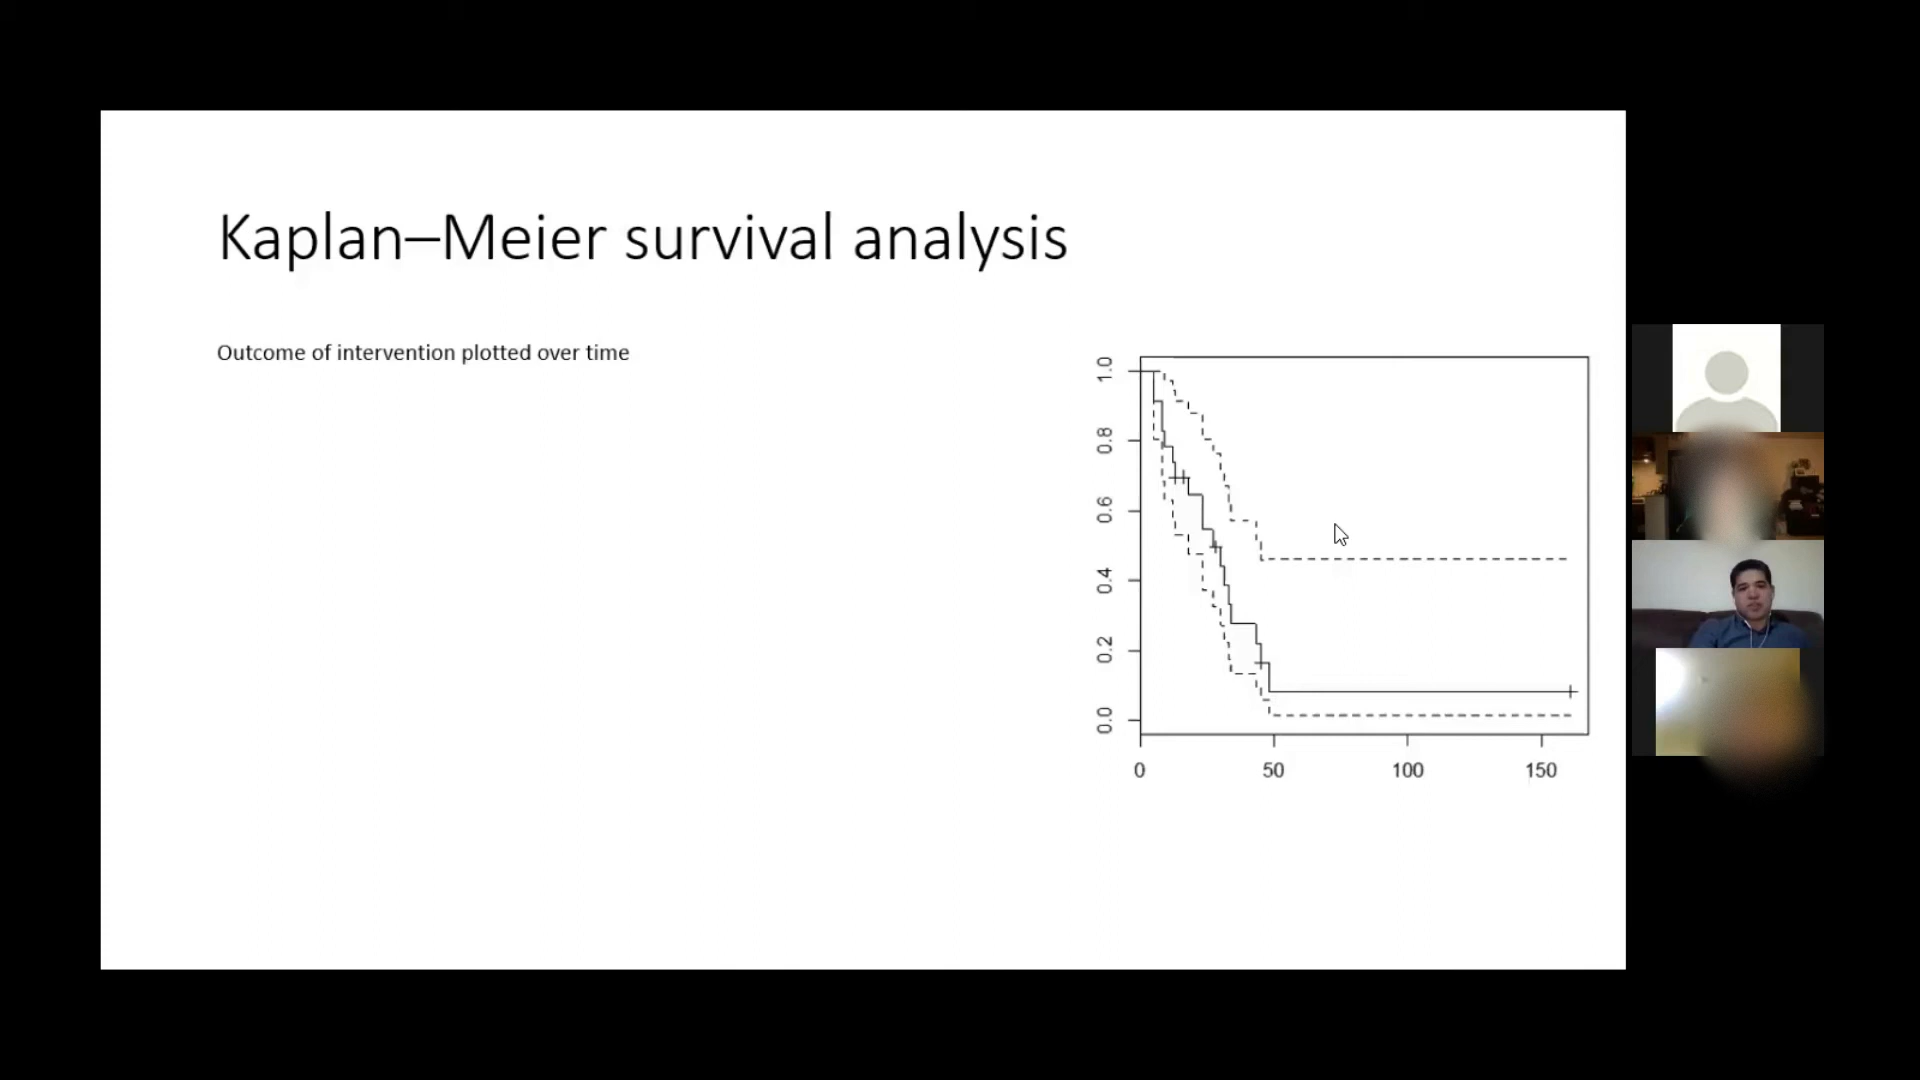 Kaplan–Meier survival analysis
Outcome of intervention plotted over time
1.0
0.8
0.6
0.4
0.2
0.0
0 50 100 150